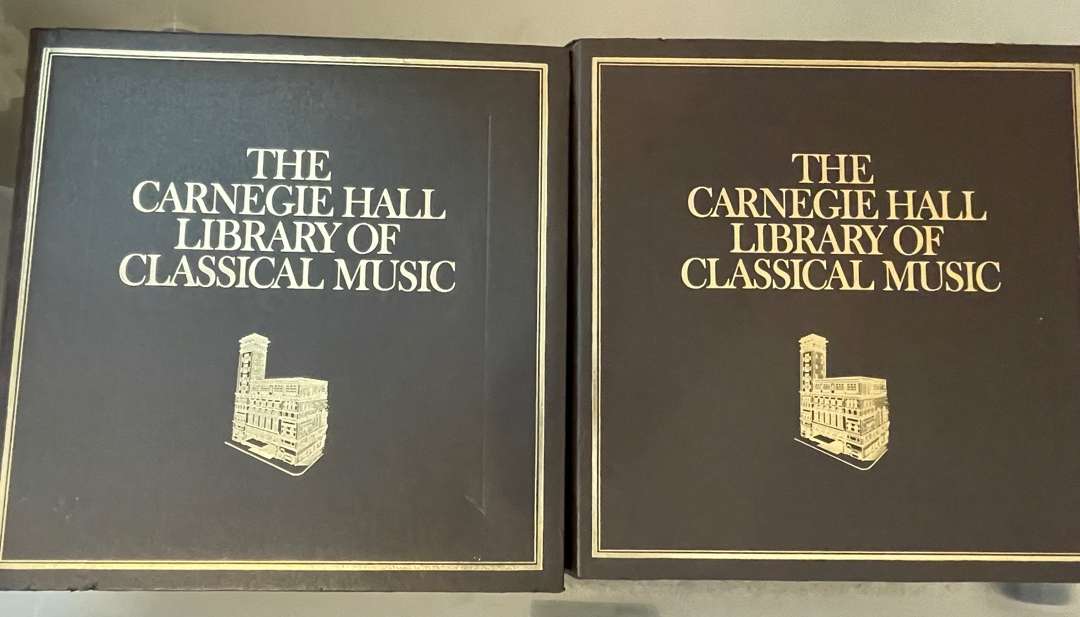 THE
CARNEGIE HALL
LIBRARY OF
CLASSICAL MUSIC
THE
CARNEGIE HALL
LIBRARY OF
CLASSICAL MUSIC